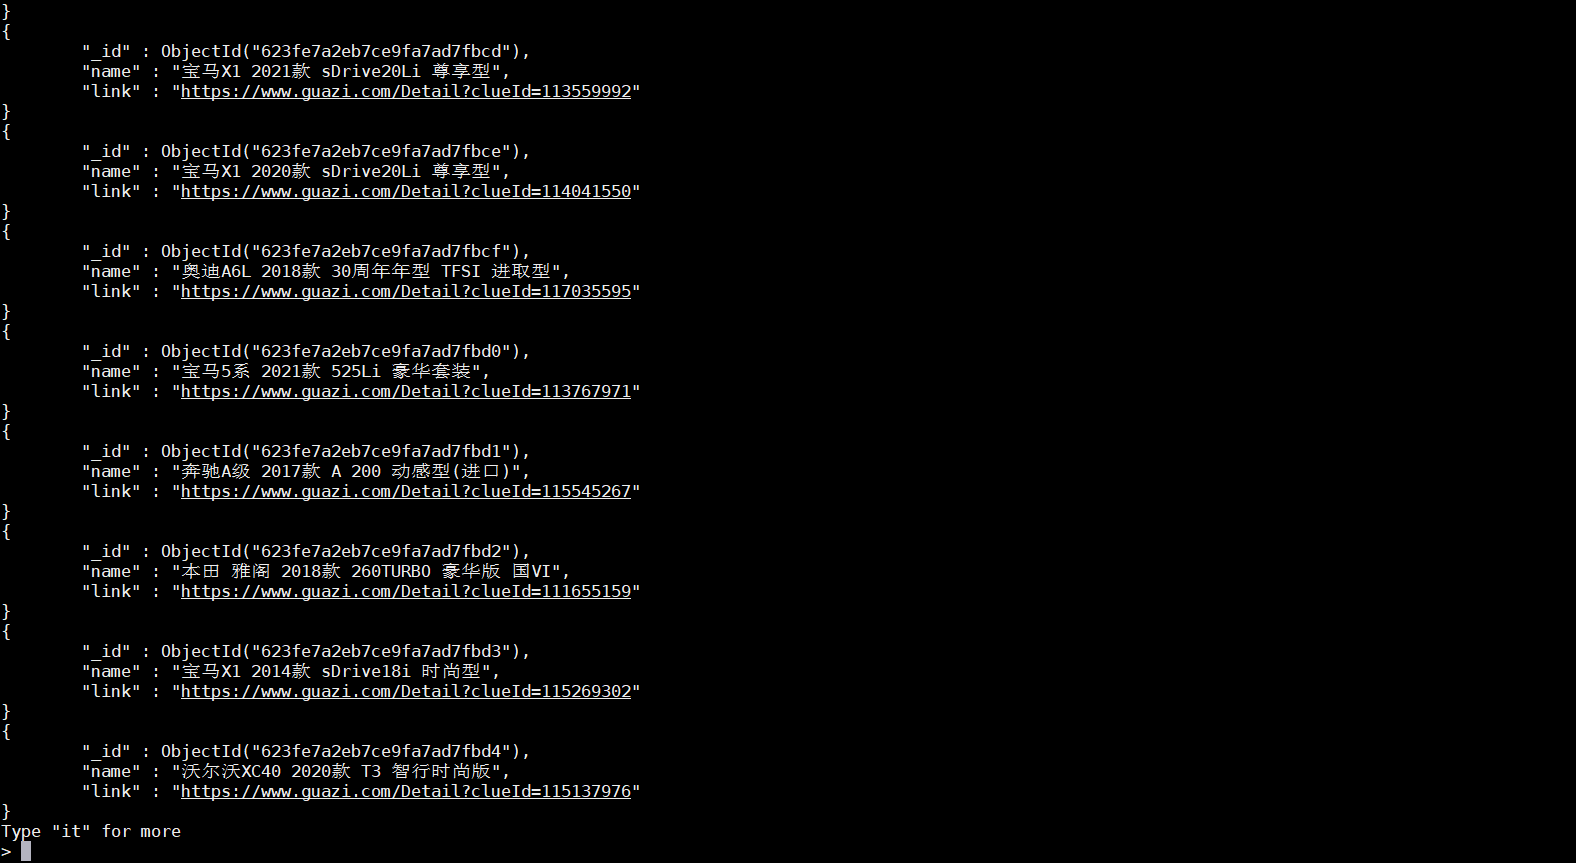 }
{
"_id" : ObjectId("623fe7a2eb7ce9fa7ad7fbcd"),
"name" : "宝马X1 2021款 sDrive20Li 尊享型",
"link" : "https://www.guazi.com/Detail?clueId=113559992"
}
{
"_id" : ObjectId("623fe7a2eb7ce9fa7ad7fbce"),
"name" : "宝马X1 2020款 sDrive20Li 尊享型",
"link" : "https://www.guazi.com/Detail?clueId=114041550"
}
{
"_id" : ObjectId("623fe7a2eb7ce9fa7ad7fbcf"),
"name" : "奥迪A6L 2018款 30周年年型 TFSI 进取型",
"link" : "https://www.guazi.com/Detail?clueId=117035595"
}
{
"_id" : ObjectId("623fe7a2eb7ce9fa7ad7fbd0"),
"name" : "宝马5系 2021款 525Li 豪华套装",
"link" : "https://www.guazi.com/Detail?clueId=113767971"
}
{
"_id" : ObjectId("623fe7a2eb7ce9fa7ad7fbd1"),
"name" : "奔驰A级 2017款 A 200 动感型(进口)",
"link" : "https://www.guazi.com/Detail?clueId=115545267"
}
{
"_id" : ObjectId("623fe7a2eb7ce9fa7ad7fbd2"),
"name" : "本田 雅阁 2018款 260TURBO 豪华版 国VI",
"link" : "https://www.guazi.com/Detail?clueId=111655159"
}
{
"_id" : ObjectId("623fe7a2eb7ce9fa7ad7fbd3"),
"name" : "宝马X1 2014款 sDrive18i 时尚型",
"link" : "https://www.guazi.com/Detail?clueId=115269302"
}
{
"_id" : ObjectId("623fe7a2eb7ce9fa7ad7fbd4"),
"name" : "沃尔沃XC40 2020款 T3 智行时尚版",
"link" : "https://www.guazi.com/Detail?clueId=115137976"
}
Type "it" for more
>